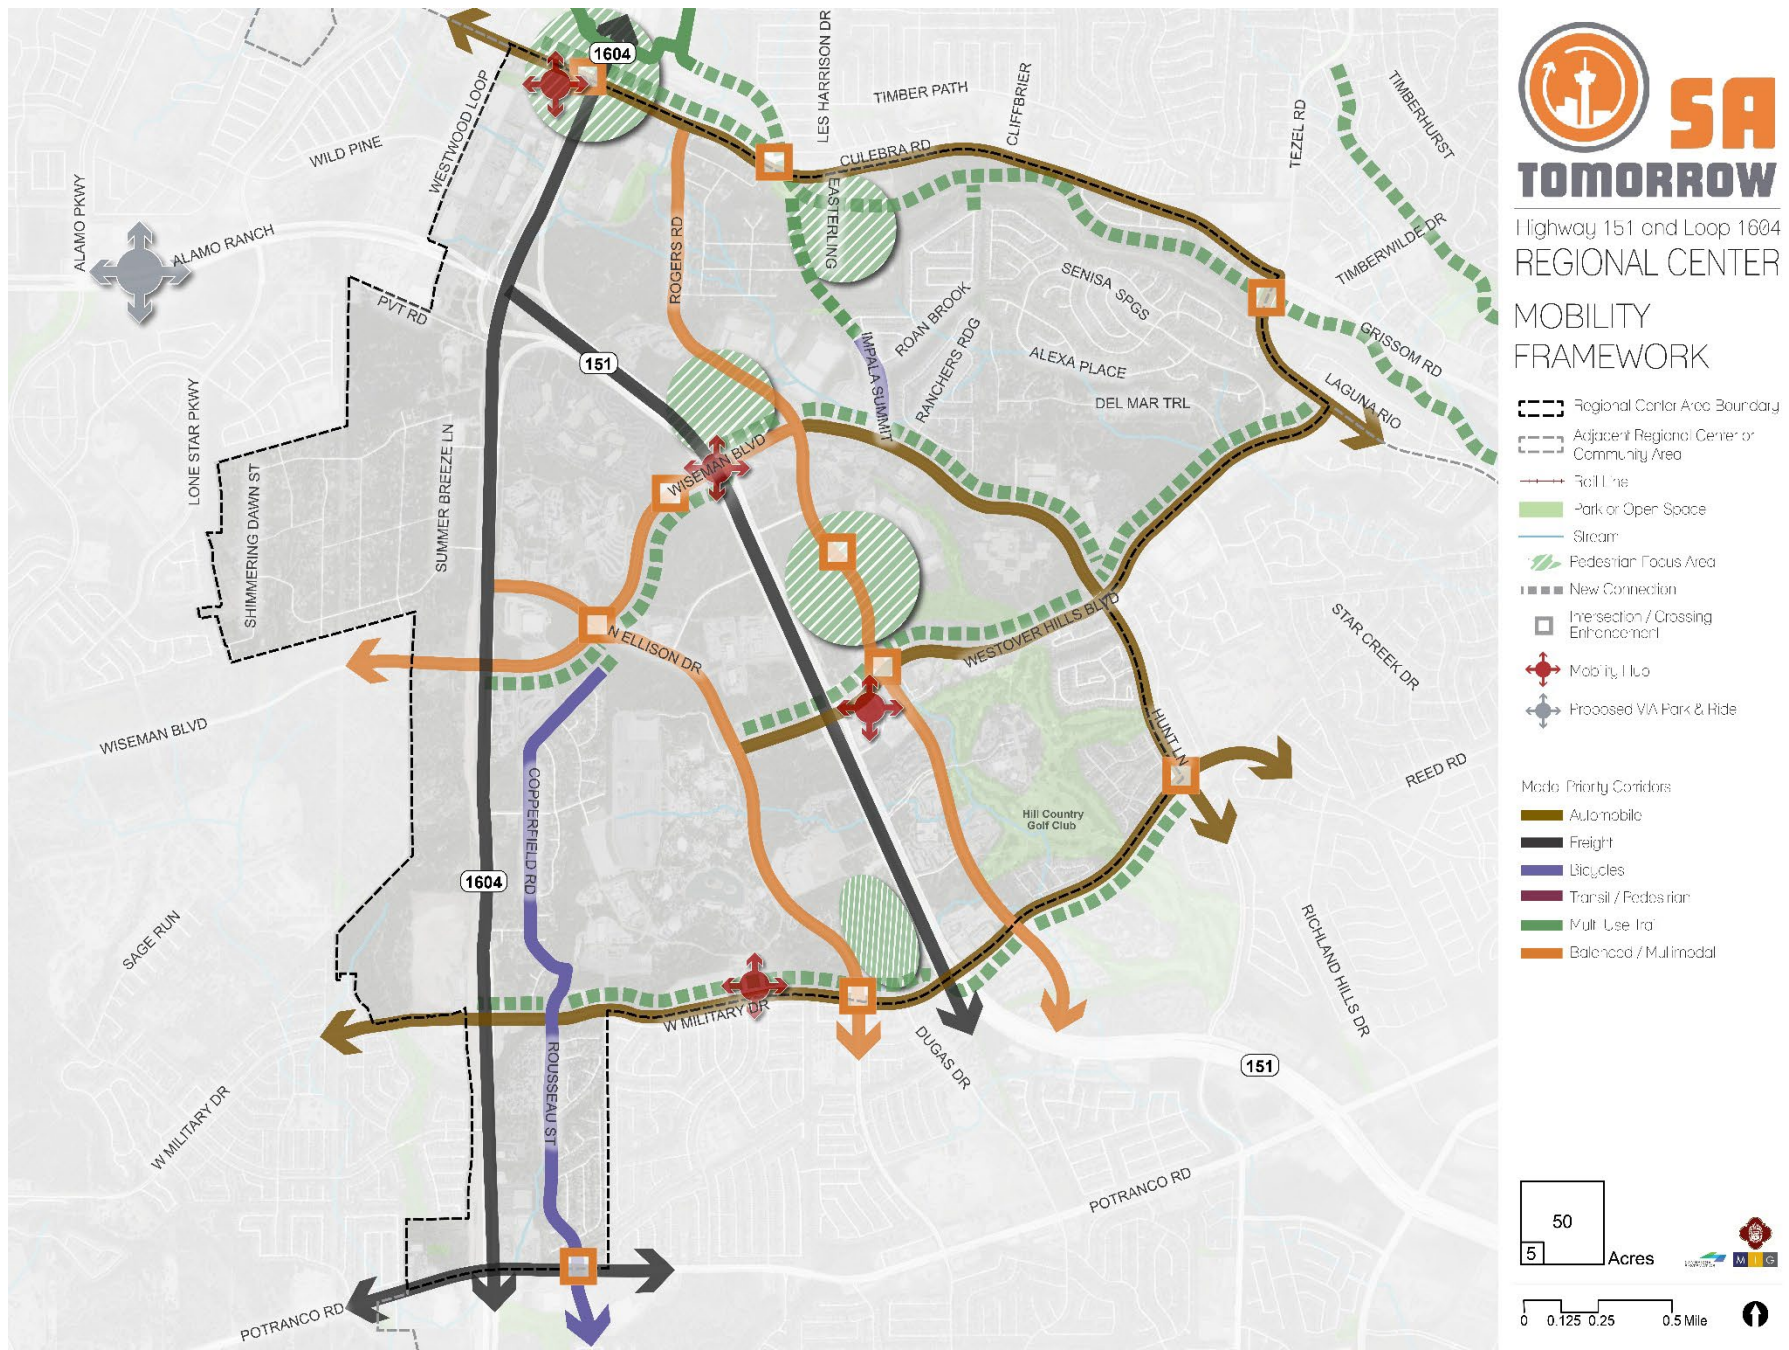 SA
TOMORROW
Highway 151 and Loop 1604
REGIONAL CENTER
MOBILITY
FRAMEWORK
Regional Center Area Boundary
Adjacent Regional Center or
Community Area
Rail Line
Park or Open Space
Stream
Pedestrian Focus Area
New Connection
Intersection / Crossing
Enhancement
Mobility Hub
Proposed VIA Park & Ride
Modal Priority Corridors
Automobile
Freight
Bicycles
Transit / Pedestrian
Multi Use Trail
Balanced / Multimodal
50
5
Acres
M I G
0 0.125 0.25 0.5 Mile
1604
LES HARRISON DR
TIMBER PATH
CLIFFBRIER
TIMBERHURST
TEZEL RD
WESTWOOD LOOP
WILD PINE
CULEBRA RD
ALAMO PKWY
ALAMO RANCH
ROGERS RD
EASTERLING
TIMBERWILDE DR
SENISA SPGS
PVT RD
ROAN BROOK
RANCHERS RDG
IMPALA SUMMIT
GRISSOM RD
151
ALEXA PLACE
LAGUNA RIO
DEL MAR TRL
LONE STAR PKWY
SHIMMERING DAWN ST
SUMMER BREEZE LN
WISEMAN BLVD
N ELLISON DR
WESTOVER HILLS BLVD
STAR CREEK DR
WISEMAN BLVD
HUNT LN
REED RD
COPPERFIELD RD
Hill Country
Golf Club
1604
SAGE RUN
RICHLAND HILLS DR
W MILITARY DR
DUGAS DR
151
ROUSSEAU ST
W MILITARY DR
POTRANCO RD
POTRANCO RD